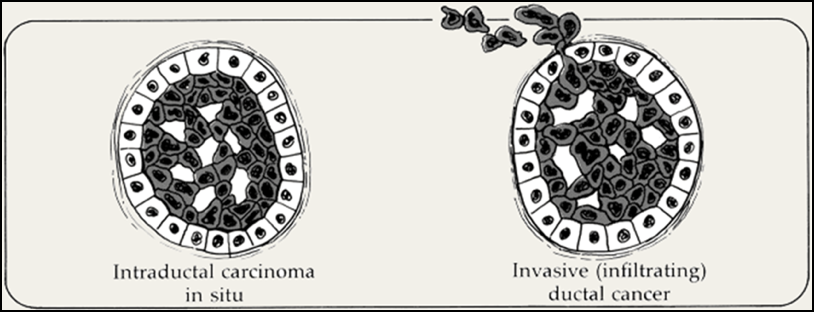 Intraductal carcinoma
in situ
Invasive (infiltrating)
ductal cancer